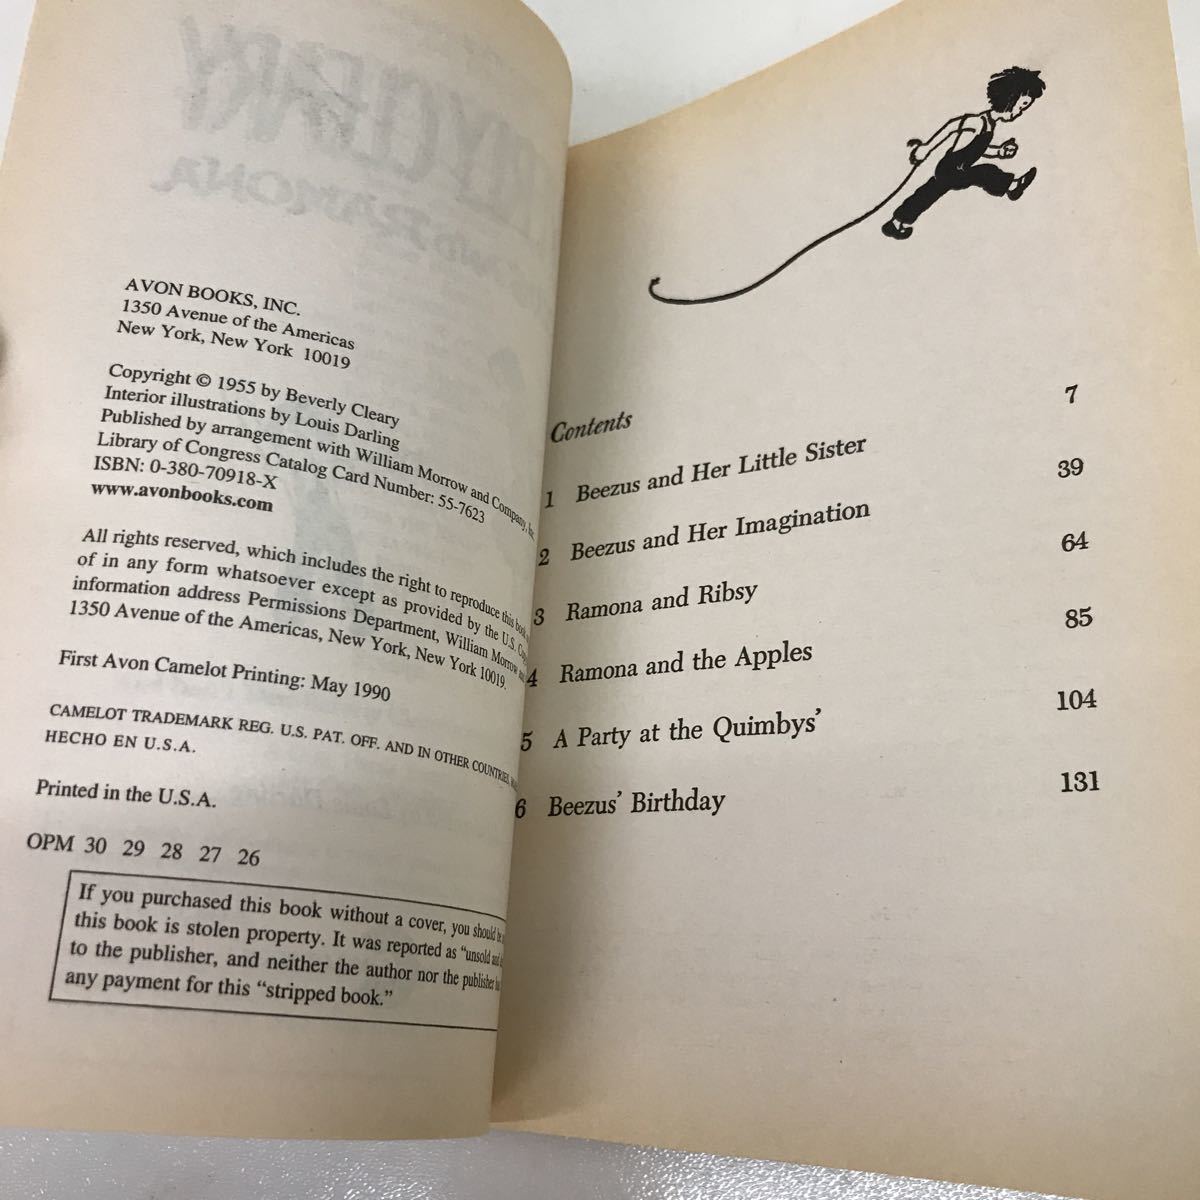 AVON BOOKS, INC.
1350 Avenue of the Americas
New York, New York 10019
Copyright © 1955 by Beverly Cleary
Interior illustrations by Louis Darling
Published by arrangement with William Morrow and Company, Inc.
Library of Congress Catalog Card Number: 55-7623
ISBN: 0-380-70918-X
www.avonbooks.com
All rights reserved, which includes the right to reproduce this book
of in any form whatsoever except as provided by the U.S.
information address Permissions Department, William Morrow and
1350 Avenue of the Americas, New York, New York 10019.
First Avon Camelot Printing: May 1990
CAMELOT TRADEMARK REG. U.S. PAT. OFF. AND IN OTHER COUNTRIES,
HECHO EN U.S.A.
Printed in the U.S.A.
OPM 30 29 28 27 26
If you purchased this book without a cover, you should be
this book is stolen property. It was reported as "unsold and
to the publisher, and neither the author nor the publisher
any payment for this "stripped book."
Contents
1 Beezus and Her Little Sister 7
2 Beezus and Her Imagination 39
3 Ramona and Ribsy 64
4 Ramona and the Apples 85
5 A Party at the Quimbys' 104
6 Beezus' Birthday 131